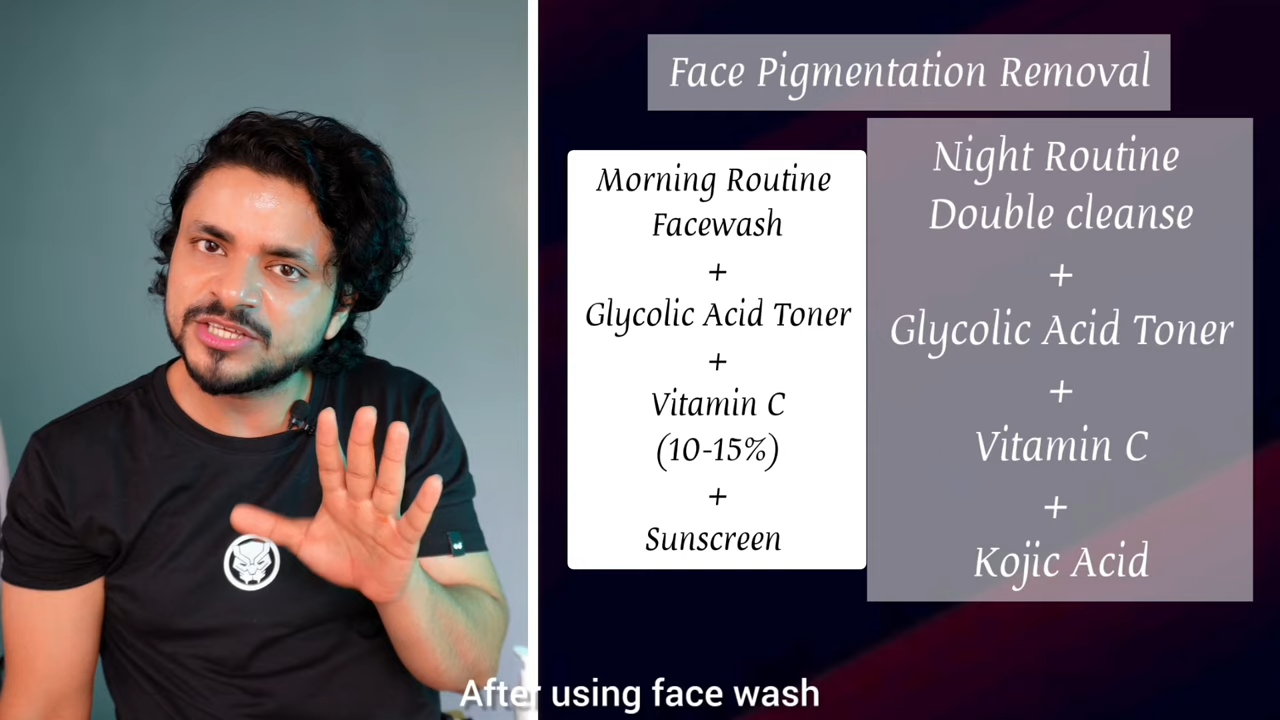 Face Pigmentation Removal
Morning Routine
Facewash
+
Glycolic Acid Toner
+
Vitamin C
(10-15%)
+
Sunscreen
Night Routine
Double cleanse
+
Glycolic Acid Toner
+
Vitamin C
+
Kojic Acid
After using face wash